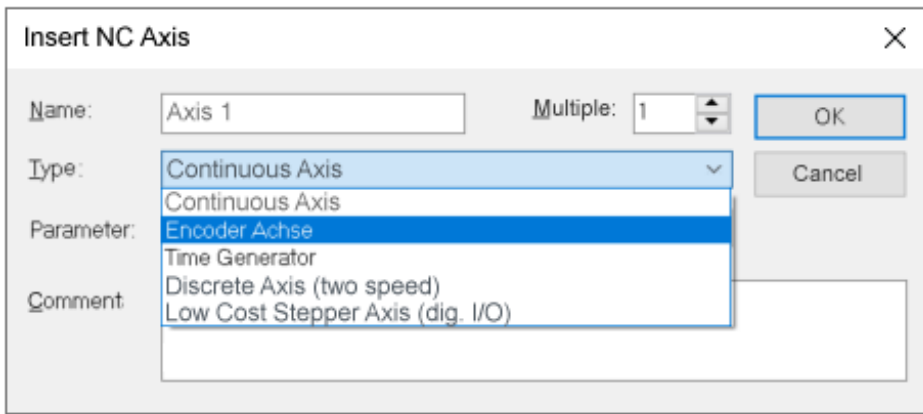 Insert NC Axis
Name: Axis 1 Multiple: 1 OK
Type: Continuous Axis Cancel
Continuous Axis
Parameter: Encoder Achse
Time Generator
Discrete Axis (two speed)
Comment
Low Cost Stepper Axis (dig. I/O)